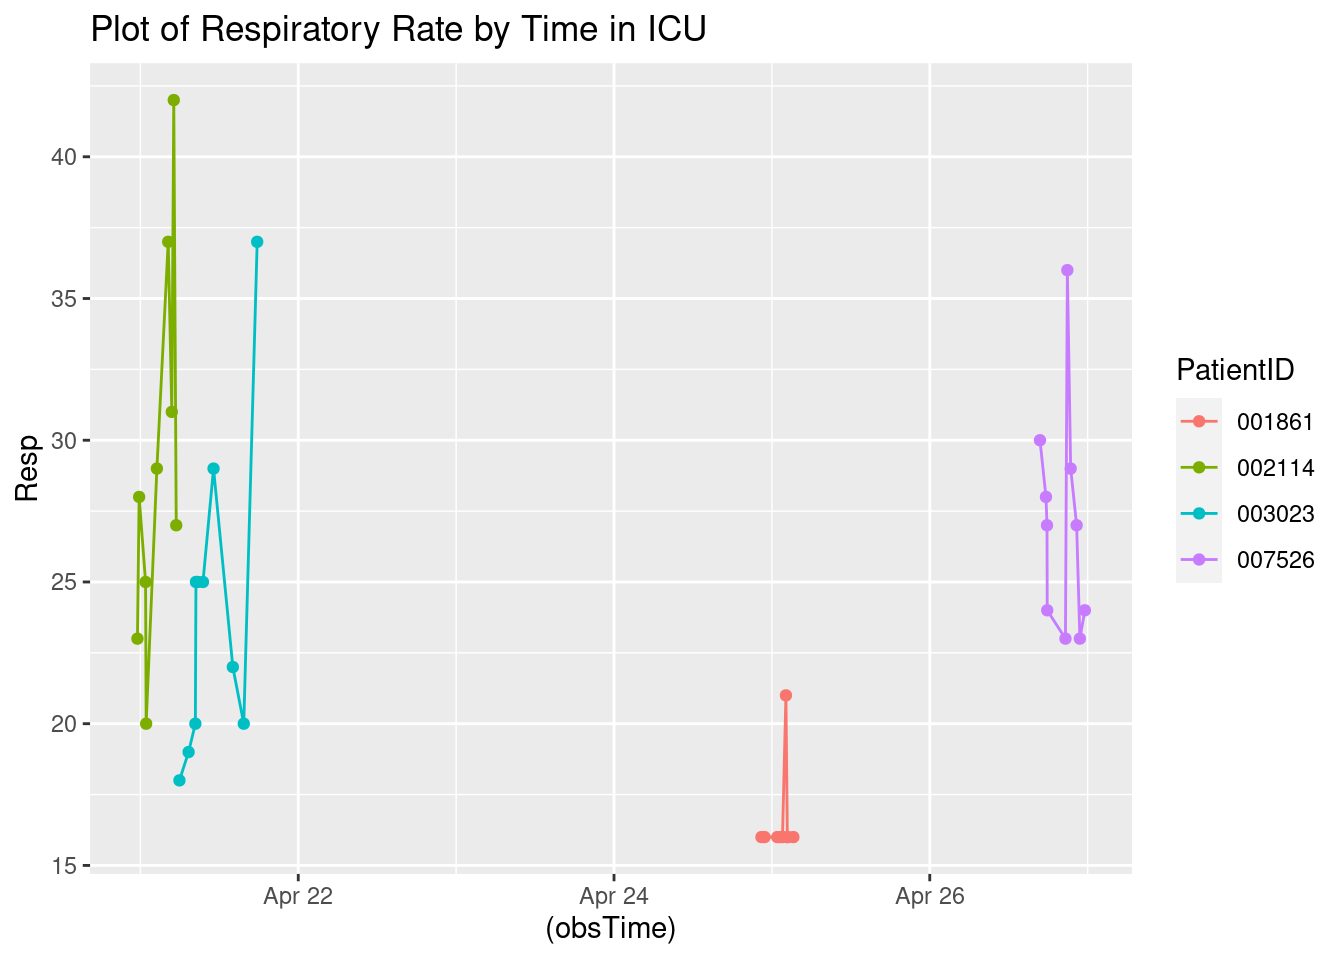 Plot of Respiratory Rate by Time in ICU
40
35
30
25
20
15
Resp
Apr 22
Apr 24
Apr 26
(obsTime)
PatientID
001861
002114
003023
007526